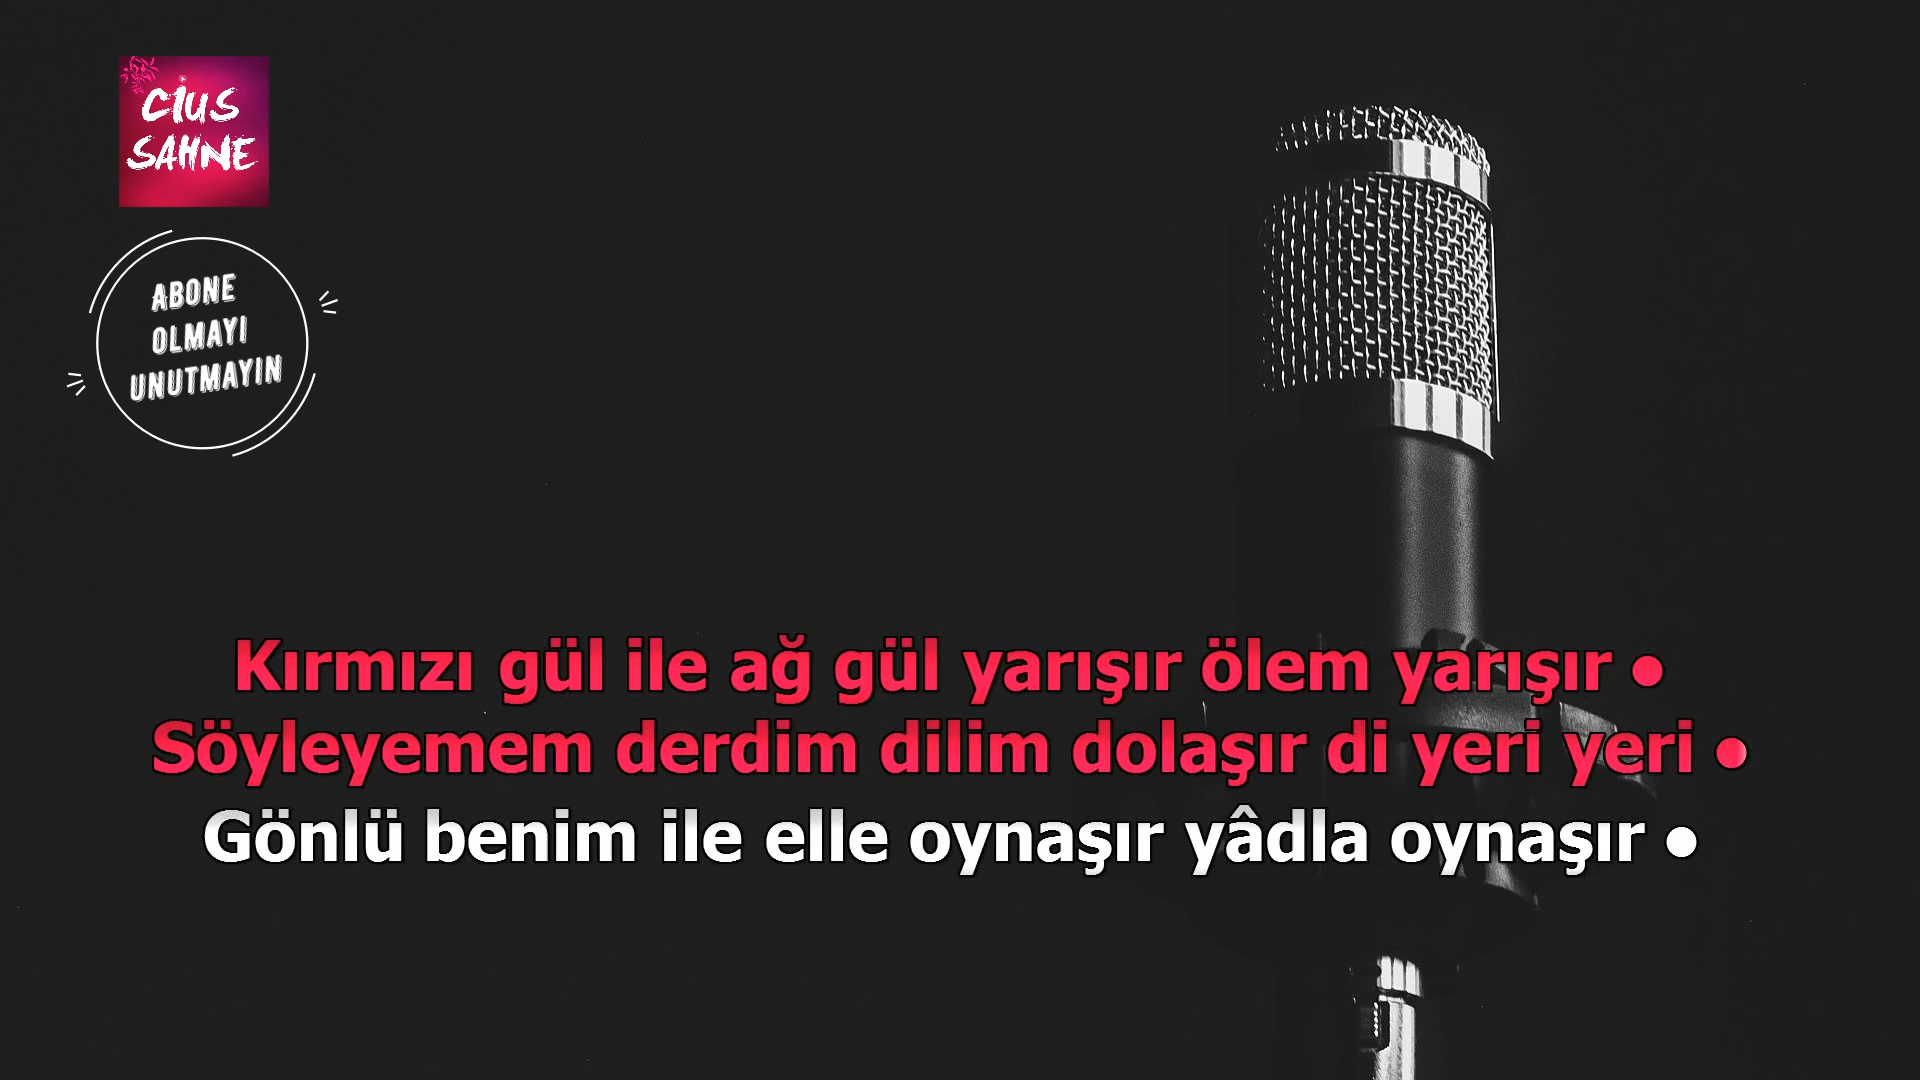 CİUS
SAHNE
ABONE
OLMAYI
UNUTMAYIN
Kırmızı gül ile ağ gül yarışır ölem yarışır ●
Söyleyemem derdim dilim dolaşır di yeri yeri ●
Gönlü benim ile elle oynaşır yâdla oynaşır ●